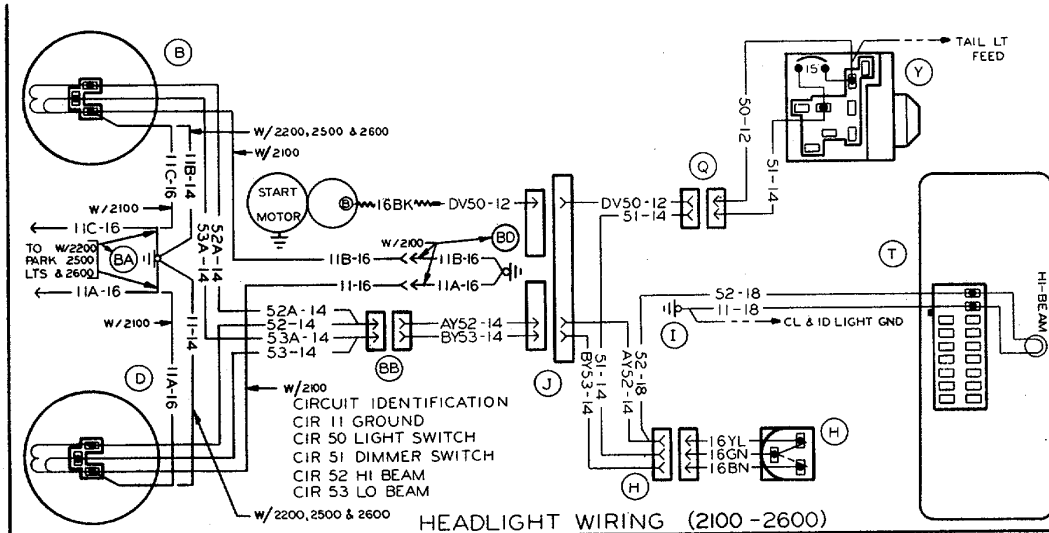 B
TAIL LT
FEED
15
Y
50-12
51-14
Q
W/2200, 2500 & 2600
W/2100
11C-16
11B-14
START
MOTOR
B
16BK
DV50-12
DV50-12
51-14
W/2100
11C-16
TO
PARK
LTS
W/2200
2500
& 2600
BA
11A-16
W/2100
52A-14
53A-14
W/2100
BD
11B-16
11B-16
11-16
11A-16
T
52-18
11-18
HI-BEAM
I
CL & ID LIGHT GND
52A-14
52-14
53A-14
53-14
AY52-14
BY53-14
BB
J
11-14
11A-16
D
W/2100
51-14
AY52-14
BY53-14
52-18
CIRCUIT IDENTIFICATION
CIR 11 GROUND
CIR 50 LIGHT SWITCH
CIR 51 DIMMER SWITCH
CIR 52 HI BEAM
CIR 53 LO BEAM
16YL
16GN
16BN
H
H
W/2200, 2500 & 2600
HEADLIGHT WIRING (2100-2600)